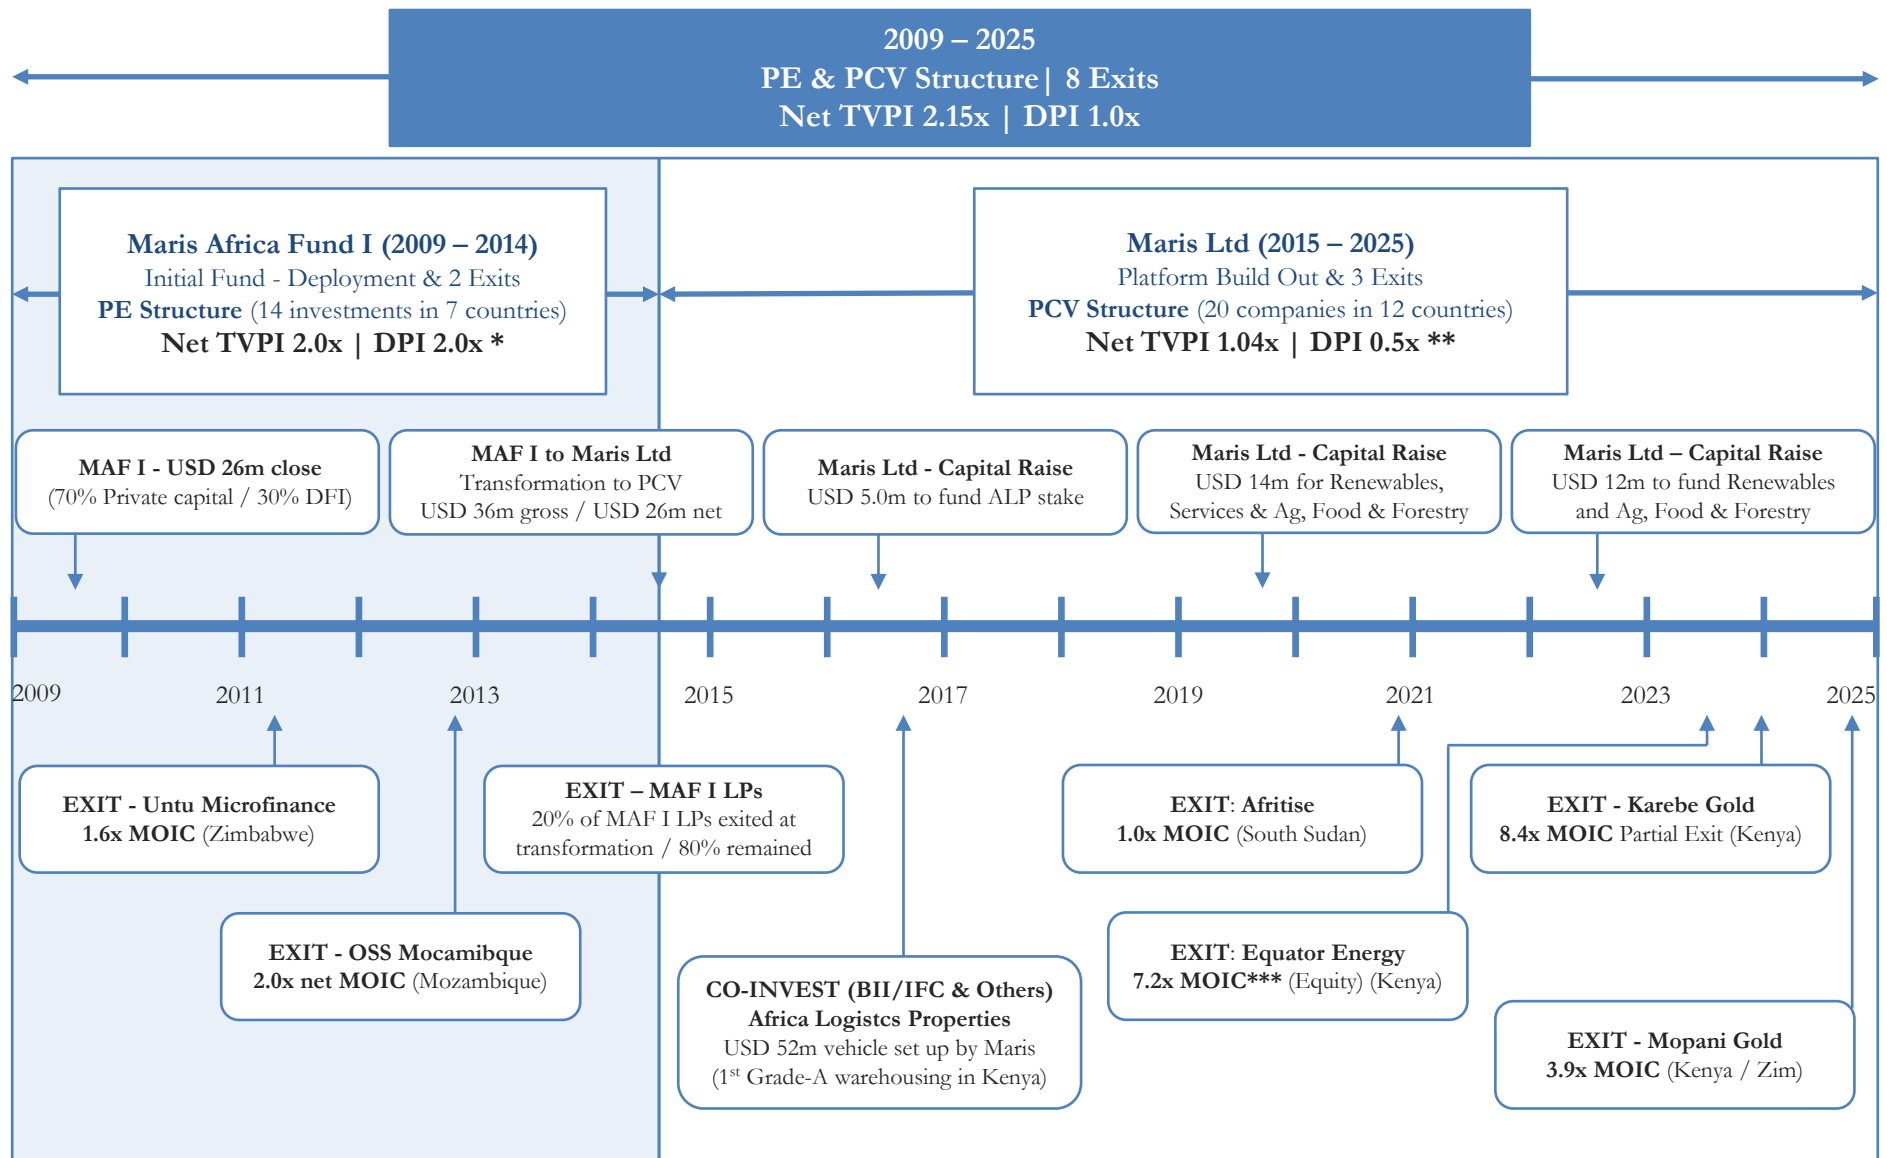 2009 – 2025
PE & PCV Structure| 8 Exits
Net TVPI 2.15x | DPI 1.0x
Maris Africa Fund I (2009 – 2014)
Initial Fund - Deployment & 2 Exits
PE Structure (14 investments in 7 countries)
Net TVPI 2.0x | DPI 2.0x *
Maris Ltd (2015 – 2025)
Platform Build Out & 3 Exits
PCV Structure (20 companies in 12 countries)
Net TVPI 1.04x | DPI 0.5x **
MAF I - USD 26m close
(70% Private capital / 30% DFI)
MAF I to Maris Ltd
Transformation to PCV
USD 36m gross / USD 26m net
Maris Ltd - Capital Raise
USD 5.0m to fund ALP stake
Maris Ltd - Capital Raise
USD 14m for Renewables,
Services & Ag, Food & Forestry
Maris Ltd – Capital Raise
USD 12m to fund Renewables
and Ag, Food & Forestry
2009 2011 2013 2015 2017 2019 2021 2023 2025
EXIT - Untu Microfinance
1.6x MOIC (Zimbabwe)
EXIT – MAF I LPs
20% of MAF I LPs exited at
transformation / 80% remained
EXIT: Afritise
1.0x MOIC (South Sudan)
EXIT - Karebe Gold
8.4x MOIC Partial Exit (Kenya)
EXIT - OSS Mocamibque
2.0x net MOIC (Mozambique)
EXIT: Equator Energy
7.2x MOIC*** (Equity) (Kenya)
CO-INVEST (BII/IFC & Others)
Africa Logistcs Properties
USD 52m vehicle set up by Maris
(1st Grade-A warehousing in Kenya)
EXIT - Mopani Gold
3.9x MOIC (Kenya / Zim)